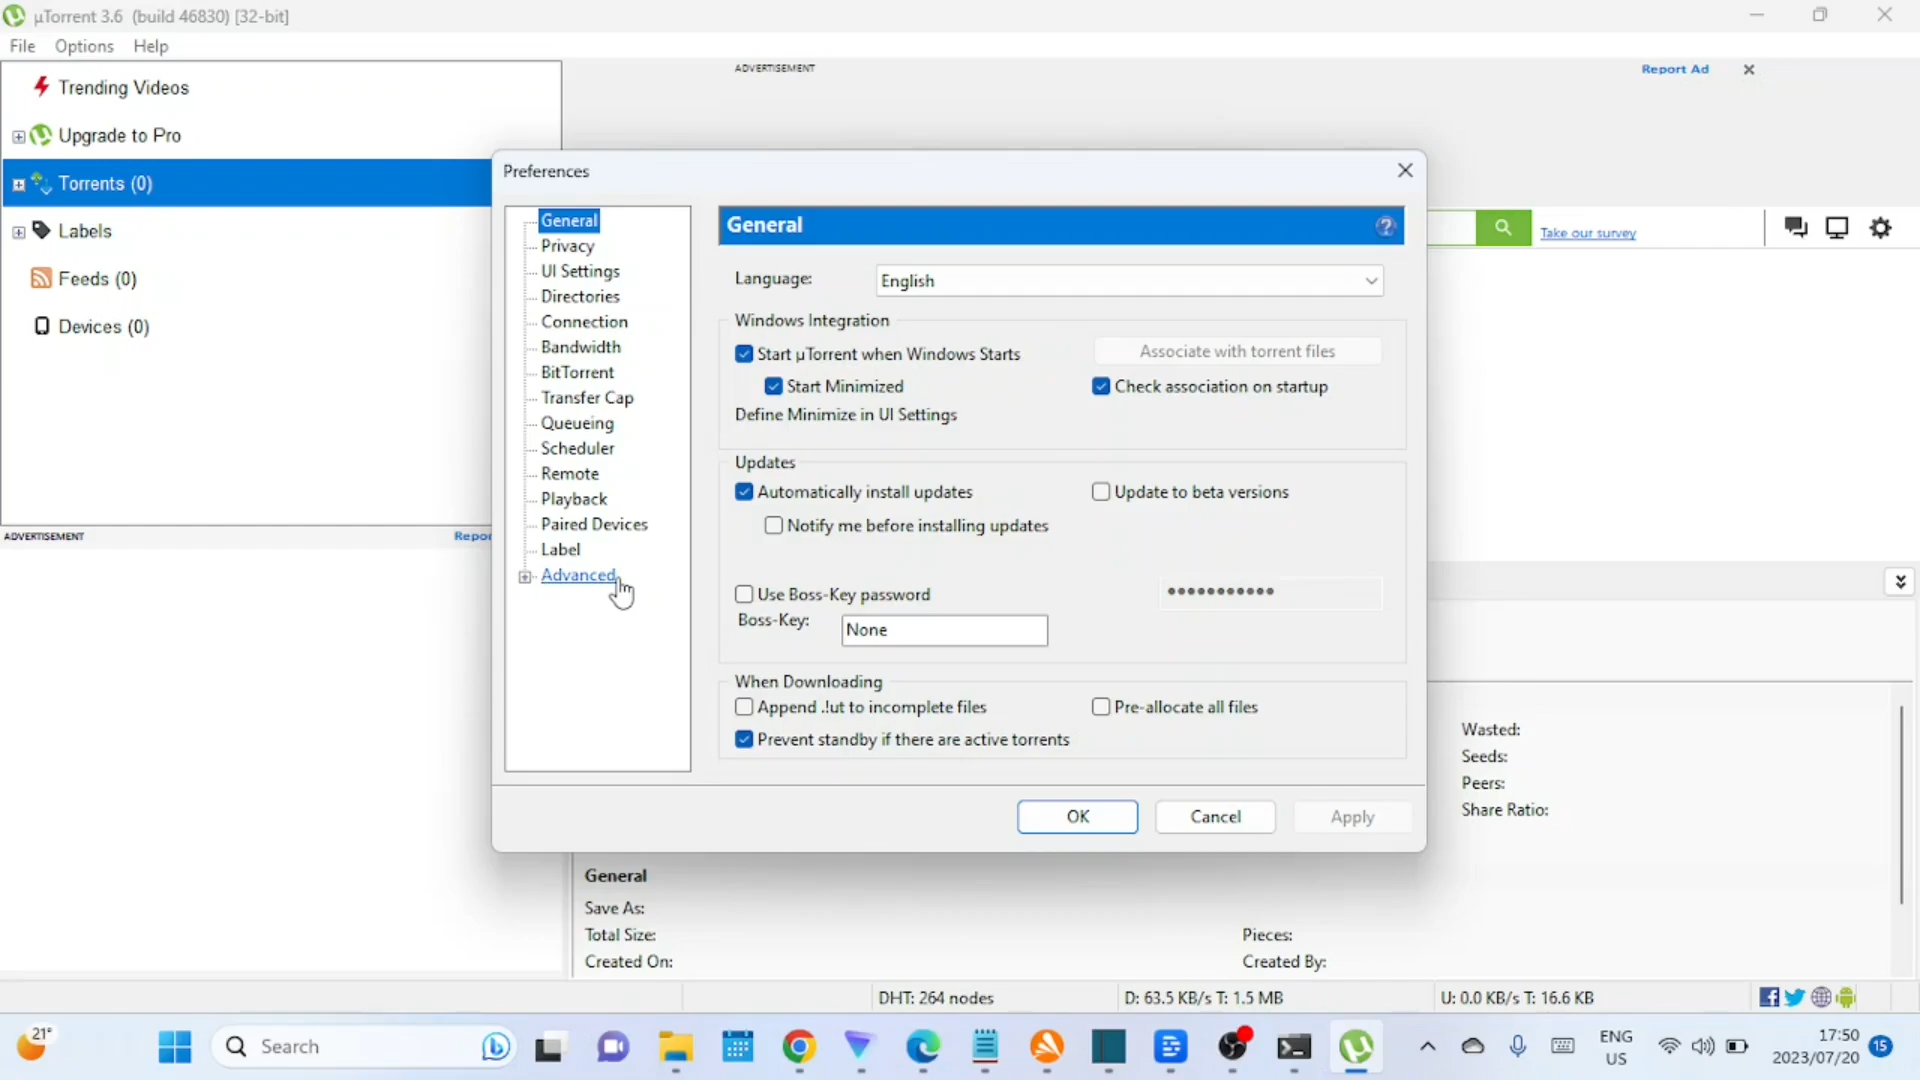 µTorrent 3.6 (build 46830) [32-bit]
File Options Help
Trending Videos
Upgrade to Pro
Torrents (0)
Labels
Feeds (0)
Devices (0)
ADVERTISEMENT
Repor
ADVERTISEMENT
Report Ad
Take our survey
Preferences
General
Privacy
UI Settings
Directories
Connection
Bandwidth
BitTorrent
Transfer Cap
Queueing
Scheduler
Remote
Playback
Paired Devices
Label
Advanced
General
Language: English
Windows Integration
Start µTorrent when Windows Starts
Associate with torrent files
Start Minimized
Check association on startup
Define Minimize in UI Settings
Updates
Automatically install updates
Update to beta versions
Notify me before installing updates
Use Boss-Key password
Boss-Key: None
When Downloading
Append .!ut to incomplete files
Pre-allocate all files
Prevent standby if there are active torrents
OK Cancel Apply
Wasted:
Seeds:
Peers:
Share Ratio:
General
Save As:
Total Size:
Pieces:
Created On:
Created By:
DHT: 264 nodes
D: 63.5 KB/s T: 1.5 MB
U: 0.0 KB/s T: 16.6 KB
21°
Search
ENG
US
17:50
2023/07/20
15